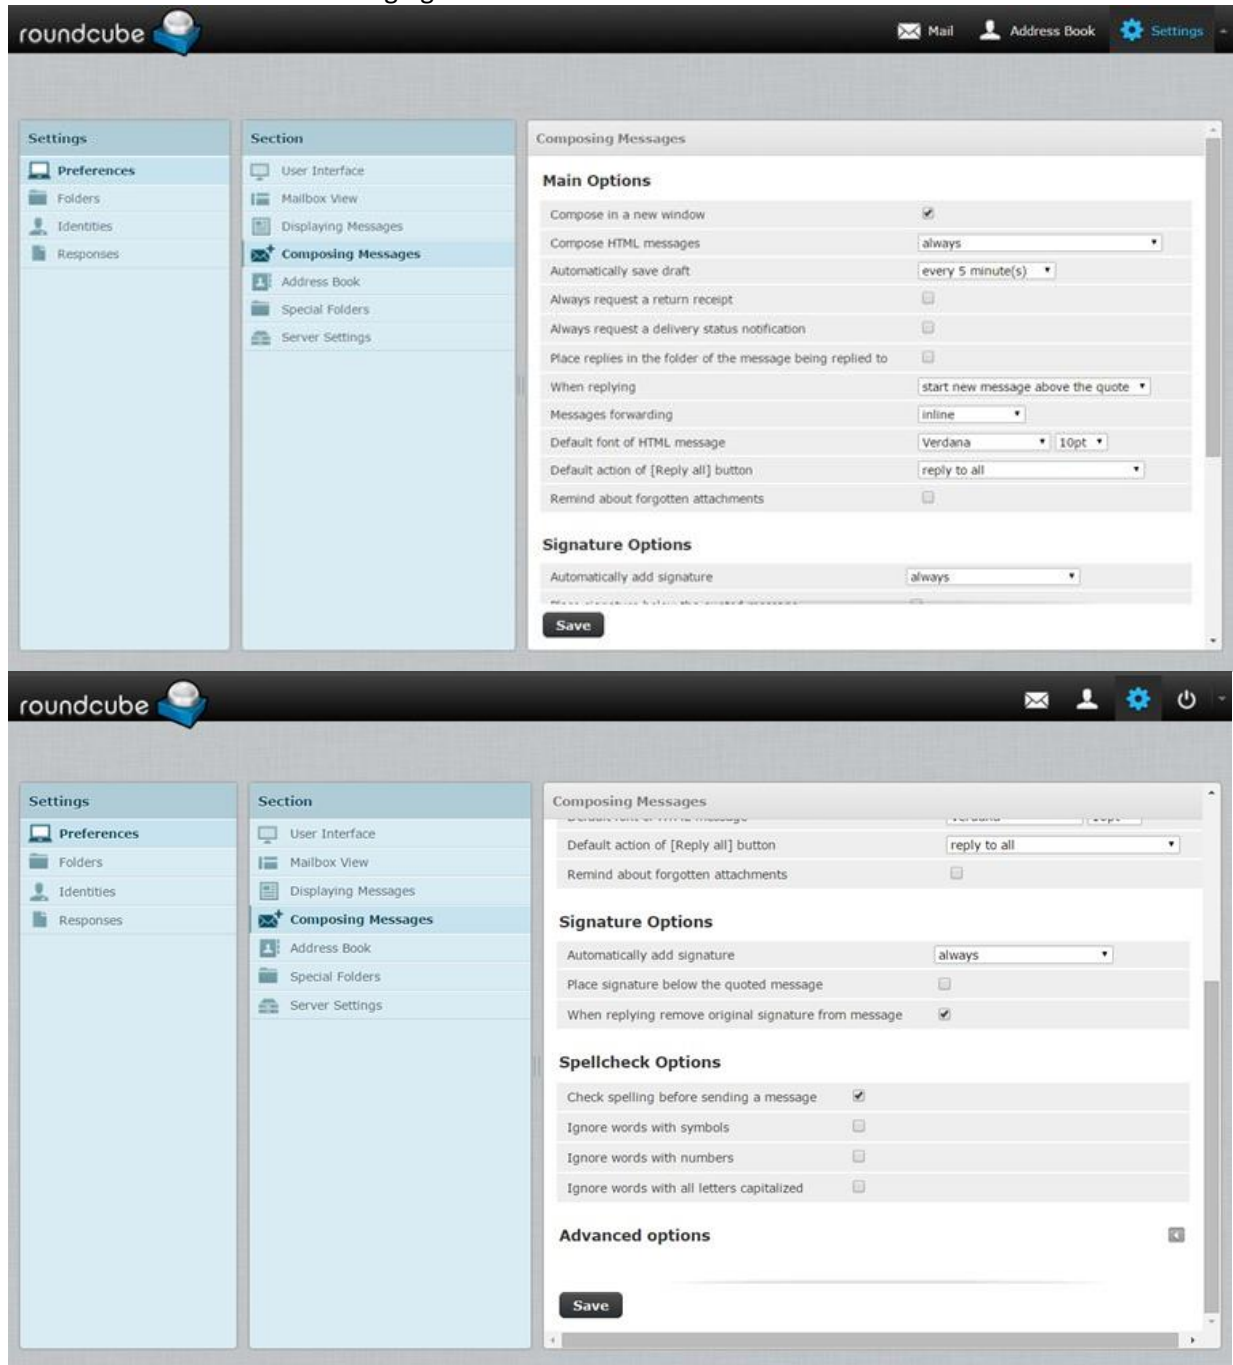 roundcube
Mail Address Book Settings
Settings
Preferences
Folders
Identities
Responses
Section
User Interface
Mailbox View
Displaying Messages
Composing Messages
Address Book
Special Folders
Server Settings
Composing Messages
Main Options
Compose in a new window
Compose HTML messages always
Automatically save draft every 5 minute(s)
Always request a return receipt
Always request a delivery status notification
Place replies in the folder of the message being replied to
When replying start new message above the quote
Messages forwarding inline
Default font of HTML message Verdana 10pt
Default action of [Reply all] button reply to all
Remind about forgotten attachments
Signature Options
Automatically add signature always
Save
roundcube
Settings
Preferences
Folders
Identities
Responses
Section
User Interface
Mailbox View
Displaying Messages
Composing Messages
Address Book
Special Folders
Server Settings
Composing Messages
Default action of [Reply all] button reply to all
Remind about forgotten attachments
Signature Options
Automatically add signature always
Place signature below the quoted message
When replying remove original signature from message
Spellcheck Options
Check spelling before sending a message
Ignore words with symbols
Ignore words with numbers
Ignore words with all letters capitalized
Advanced options
Save